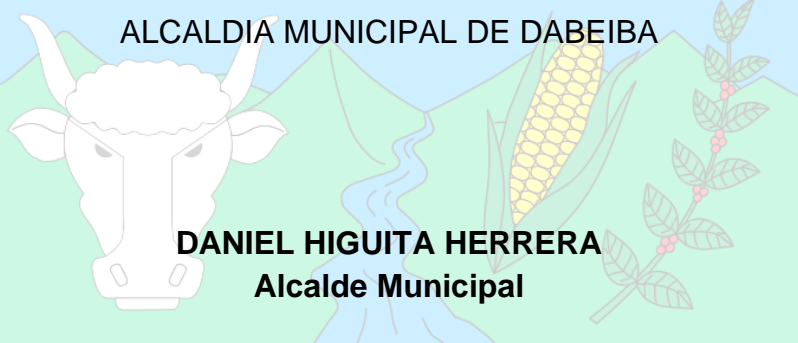 ALCALDIA MUNICIPAL DE DABEIBA
DANIEL HIGUITA HERRERA
Alcalde Municipal